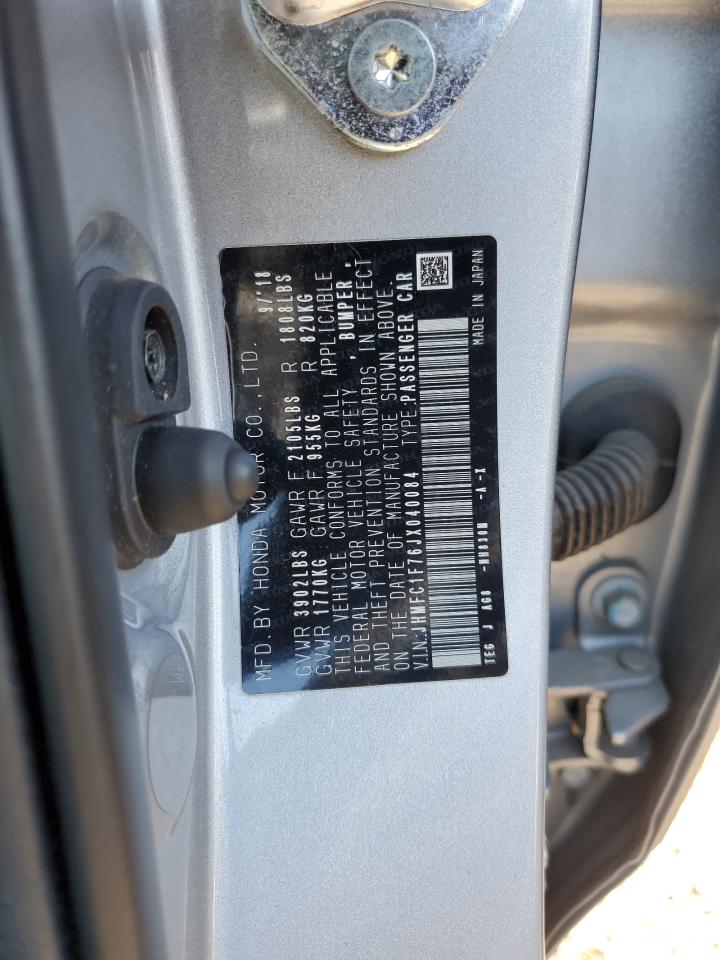 MFD. BY HONDA MOTOR CO., LTD. 9/'18
GVWR 3902LBS GAWR F 2105LBS R 1808LBS
GVWR 1770KG GAWR F 955KG R 820KG
THIS VEHICLE CONFORMS TO ALL APPLICABLE
FEDERAL MOTOR VEHICLE SAFETY, BUMPER,
AND THEFT PREVENTION STANDARDS IN EFFECT
ON THE DATE OF MANUFACTURE SHOWN ABOVE.
V.I.N.:JHMFC1F76JX040084 TYPE:PASSENGER CAR
TEG J AG8 -NH830M -A -X MADE IN JAPAN